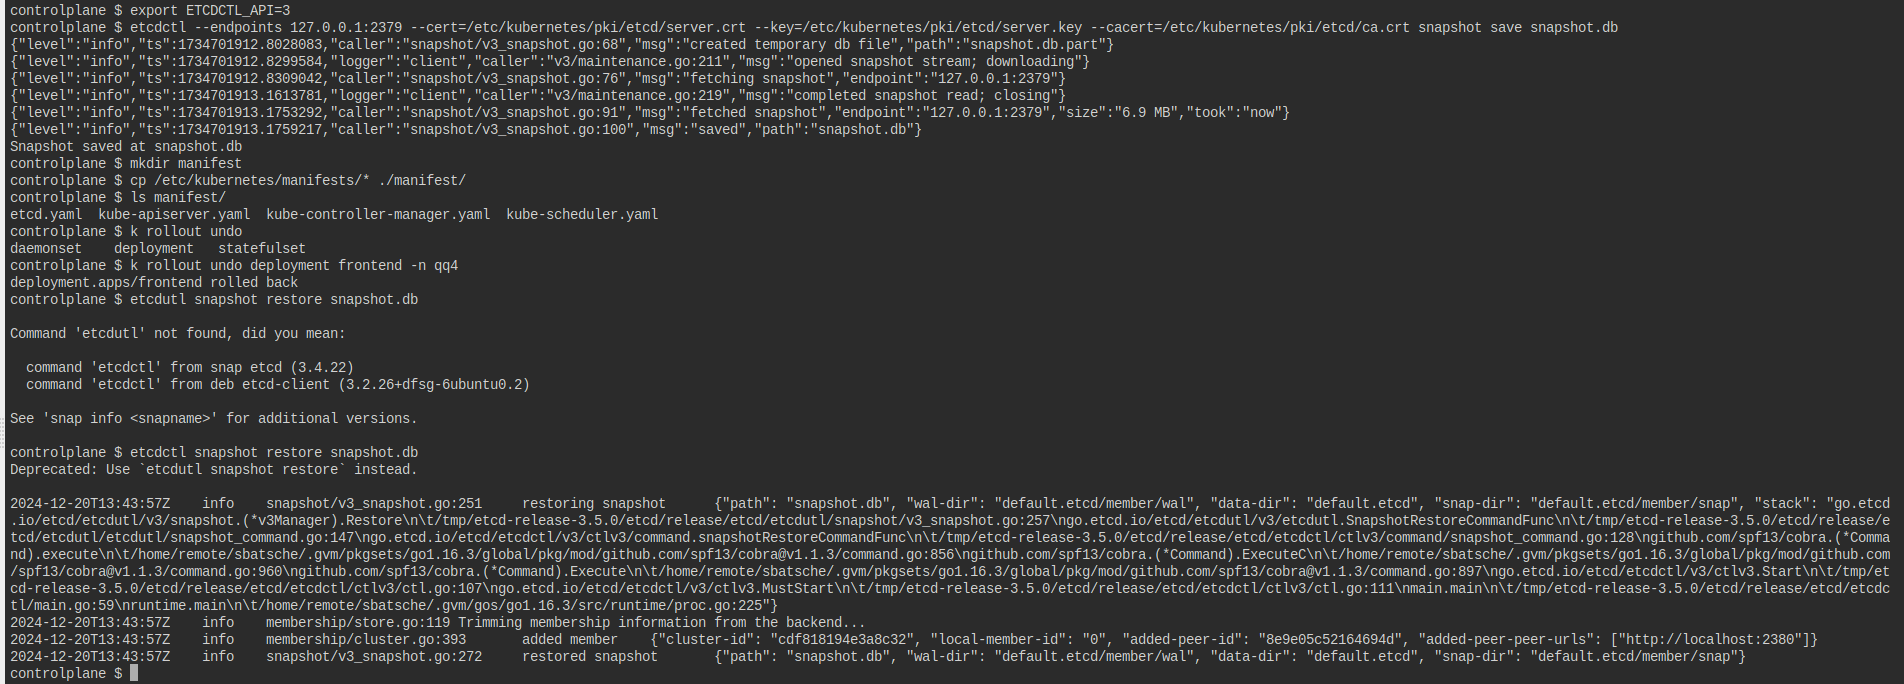 controlplane $ export ETCDCTL_API=3
controlplane $ etcdctl --endpoints 127.0.0.1:2379 --cert=/etc/kubernetes/pki/etcd/server.crt --key=/etc/kubernetes/pki/etcd/server.key --cacert=/etc/kubernetes/pki/etcd/ca.crt snapshot save snapshot.db
{"level":"info","ts":1734701912.8028083,"caller":"snapshot/v3_snapshot.go:68","msg":"created temporary db file","path":"snapshot.db.part"}
{"level":"info","ts":1734701912.8299584,"logger":"client","caller":"v3/maintenance.go:211","msg":"opened snapshot stream; downloading"}
{"level":"info","ts":1734701912.8309042,"caller":"snapshot/v3_snapshot.go:76","msg":"fetching snapshot","endpoint":"127.0.0.1:2379"}
{"level":"info","ts":1734701913.1613781,"logger":"client","caller":"v3/maintenance.go:219","msg":"completed snapshot read; closing"}
{"level":"info","ts":1734701913.1753292,"caller":"snapshot/v3_snapshot.go:91","msg":"fetched snapshot","endpoint":"127.0.0.1:2379","size":"6.9 MB","took":"now"}
{"level":"info","ts":1734701913.1759217,"caller":"snapshot/v3_snapshot.go:100","msg":"saved","path":"snapshot.db"}
Snapshot saved at snapshot.db
controlplane $ mkdir manifest
controlplane $ cp /etc/kubernetes/manifests/* ./manifest/
controlplane $ ls manifest/
etcd.yaml  kube-apiserver.yaml  kube-controller-manager.yaml  kube-scheduler.yaml
controlplane $ k rollout undo
daemonset    deployment   statefulset
controlplane $ k rollout undo deployment frontend -n qq4
deployment.apps/frontend rolled back
controlplane $ etcdutl snapshot restore snapshot.db
Command 'etcdutl' not found, did you mean:
  command 'etcdctl' from snap etcd (3.4.22)
  command 'etcdctl' from deb etcd-client (3.2.26+dfsg-6ubuntu0.2)
See 'snap info <snapname>' for additional versions.
controlplane $ etcdctl snapshot restore snapshot.db
Deprecated: Use `etcdutl snapshot restore` instead.
2024-12-20T13:43:57Z    info    snapshot/v3_snapshot.go:251     restoring snapshot      {"path": "snapshot.db", "wal-dir": "default.etcd/member/wal", "data-dir": "default.etcd", "snap-dir": "default.etcd/member/snap", "stack": "go.etcd
.io/etcd/etcdutl/v3/snapshot.(*v3Manager).Restore\n\t/tmp/etcd-release-3.5.0/etcd/release/etcd/etcdutl/snapshot/v3_snapshot.go:257\ngo.etcd.io/etcd/etcdutl/v3/etcdutl.SnapshotRestoreCommandFunc\n\t/tmp/etcd-release-3.5.0/etcd/release/e
tcd/etcdutl/etcdutl/snapshot_command.go:147\ngo.etcd.io/etcd/etcdctl/v3/ctlv3/command.snapshotRestoreCommandFunc\n\t/tmp/etcd-release-3.5.0/etcd/release/etcd/etcdctl/ctlv3/command/snapshot_command.go:128\ngithub.com/spf13/cobra.(*Comma
nd).execute\n\t/home/remote/sbatsche/.gvm/pkgsets/go1.16.3/global/pkg/mod/github.com/spf13/cobra@v1.1.3/command.go:856\ngithub.com/spf13/cobra.(*Command).ExecuteC\n\t/home/remote/sbatsche/.gvm/pkgsets/go1.16.3/global/pkg/mod/github.com
/spf13/cobra@v1.1.3/command.go:960\ngithub.com/spf13/cobra.(*Command).Execute\n\t/home/remote/sbatsche/.gvm/pkgsets/go1.16.3/global/pkg/mod/github.com/spf13/cobra@v1.1.3/command.go:897\ngo.etcd.io/etcd/etcdctl/v3/ctlv3.Start\n\t/tmp/et
cd-release-3.5.0/etcd/release/etcd/etcdctl/ctlv3/ctl.go:107\ngo.etcd.io/etcd/etcdctl/v3/ctlv3.MustStart\n\t/tmp/etcd-release-3.5.0/etcd/release/etcd/etcdctl/ctlv3/ctl.go:111\nmain.main\n\t/tmp/etcd-release-3.5.0/etcd/release/etcd/etcdc
tl/main.go:59\nruntime.main\n\t/home/remote/sbatsche/.gvm/gos/go1.16.3/src/runtime/proc.go:225"}
2024-12-20T13:43:57Z    info    membership/store.go:119 Trimming membership information from the backend...
2024-12-20T13:43:57Z    info    membership/cluster.go:393       added member    {"cluster-id": "cdf818194e3a8c32", "local-member-id": "0", "added-peer-id": "8e9e05c52164694d", "added-peer-peer-urls": ["http://localhost:2380"]}
2024-12-20T13:43:57Z    info    snapshot/v3_snapshot.go:272     restored snapshot       {"path": "snapshot.db", "wal-dir": "default.etcd/member/wal", "data-dir": "default.etcd", "snap-dir": "default.etcd/member/snap"}
controlplane $